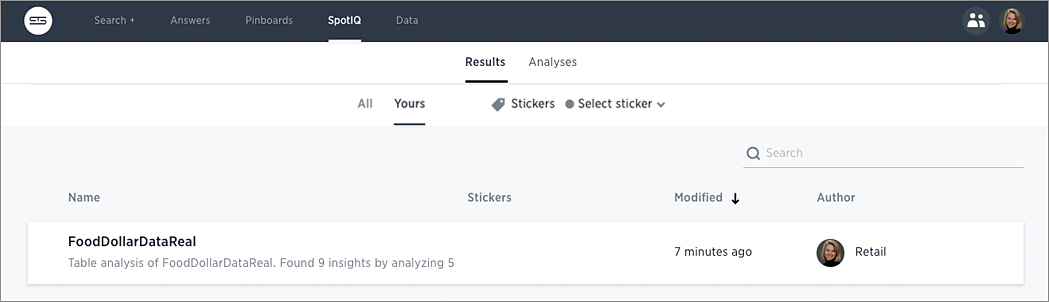 Search + Answers Pinboards SpotIQ Data
Results Analyses
All Yours Stickers Select sticker
Search
Name Stickers Modified Author
FoodDollarDataReal
Table analysis of FoodDollarDataReal. Found 9 insights by analyzing 5
7 minutes ago Retail